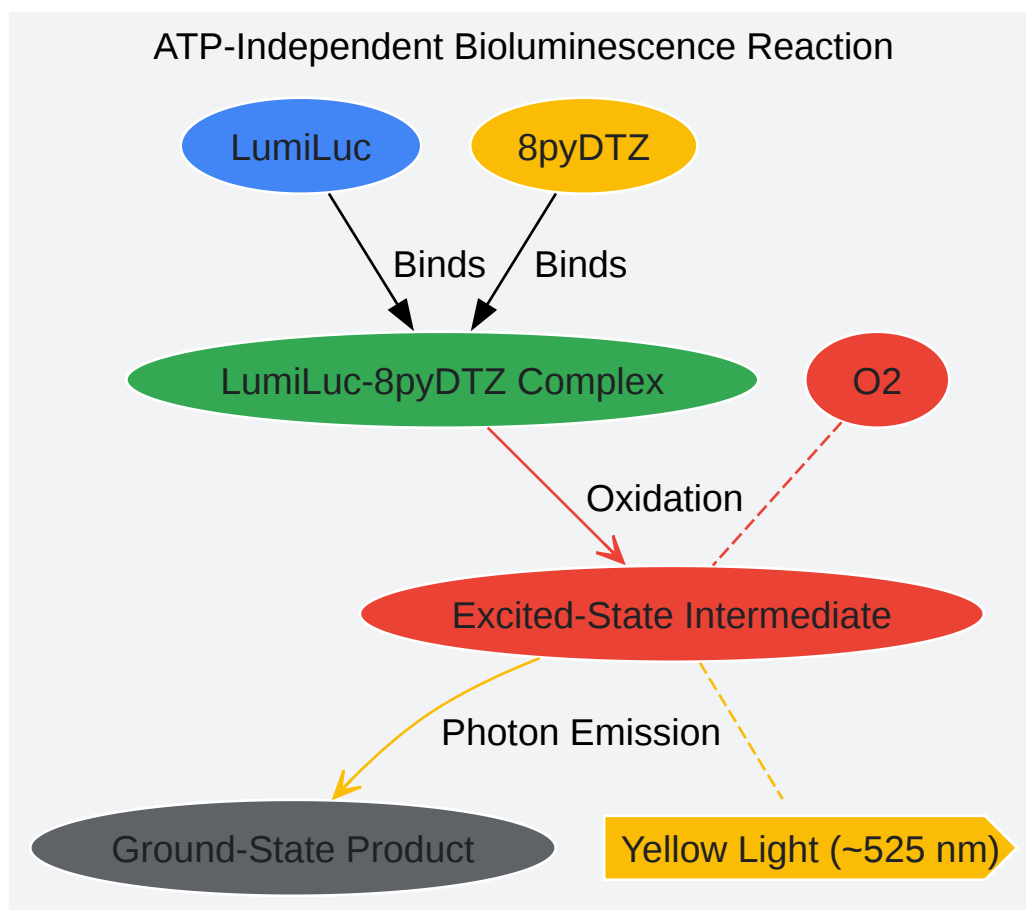 ATP-Independent Bioluminescence Reaction
LumiLuc
8pyDTZ
Binds
Binds
LumiLuc-8pyDTZ Complex
O2
Oxidation
Excited-State Intermediate
Photon Emission
Ground-State Product
Yellow Light (~525 nm)